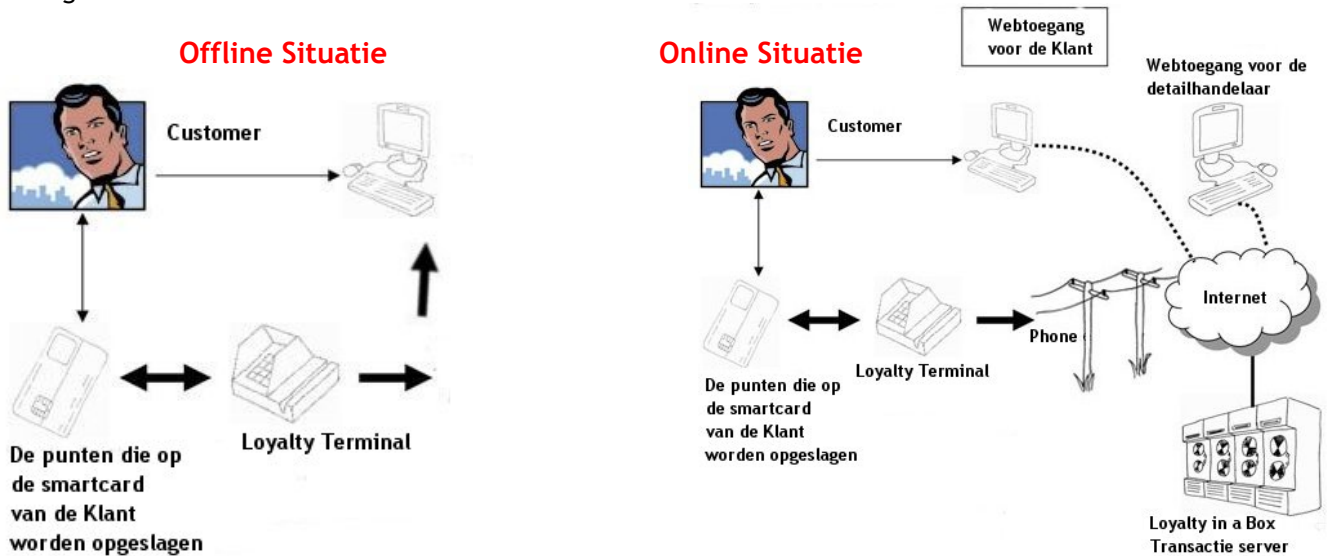 Offline Situatie
Customer
Loyalty Terminal
De punten die op
de smartcard
van de Klant
worden opgeslagen
Online Situatie
Webtoegang
voor de Klant
Webtoegang voor de
detailhandelaar
Customer
Internet
Phone
Loyalty Terminal
De punten die op
de smartcard
van de Klant
worden opgeslagen
Loyalty in a Box
Transactie server